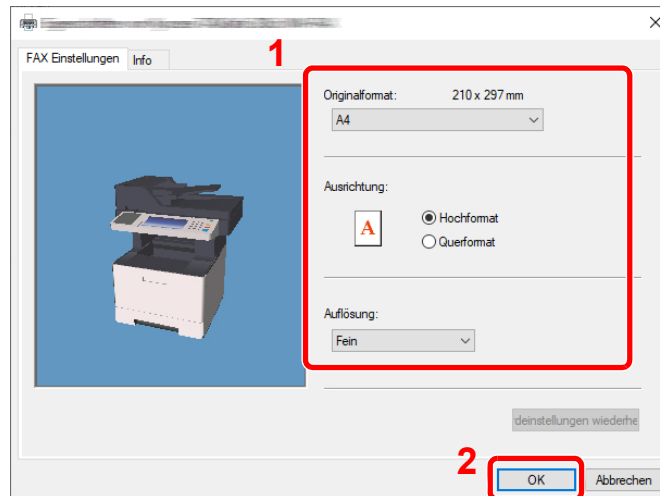 1
FAX Einstellungen Info
Originalformat: 210 x 297 mm
A4
Ausrichtung:
A
Hochformat
Querformat
Auflösung:
Fein
deinstellungen wiederhe
2
OK Abbrechen